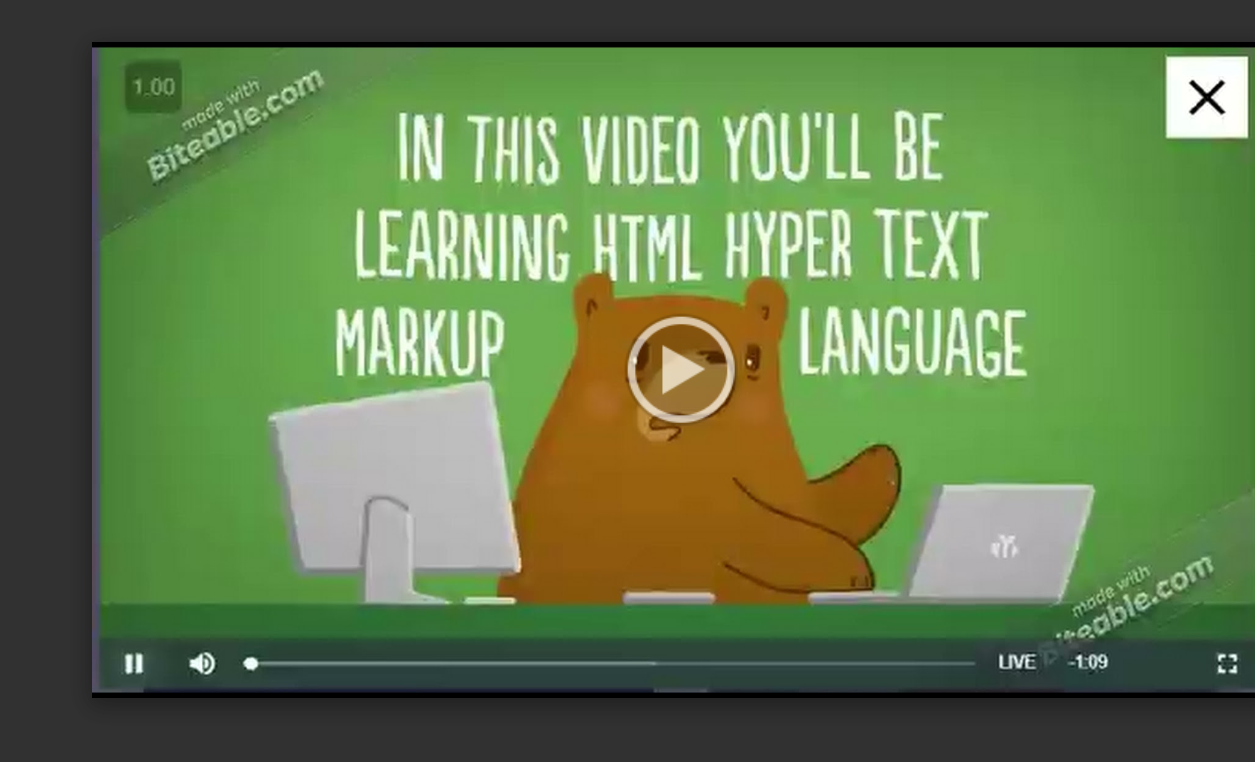 1.00
made with
Biteable.com
IN THIS VIDEO YOU'LL BE
LEARNING HTML HYPER TEXT
MARKUP LANGUAGE
made with
Biteable.com
LIVE -1:09